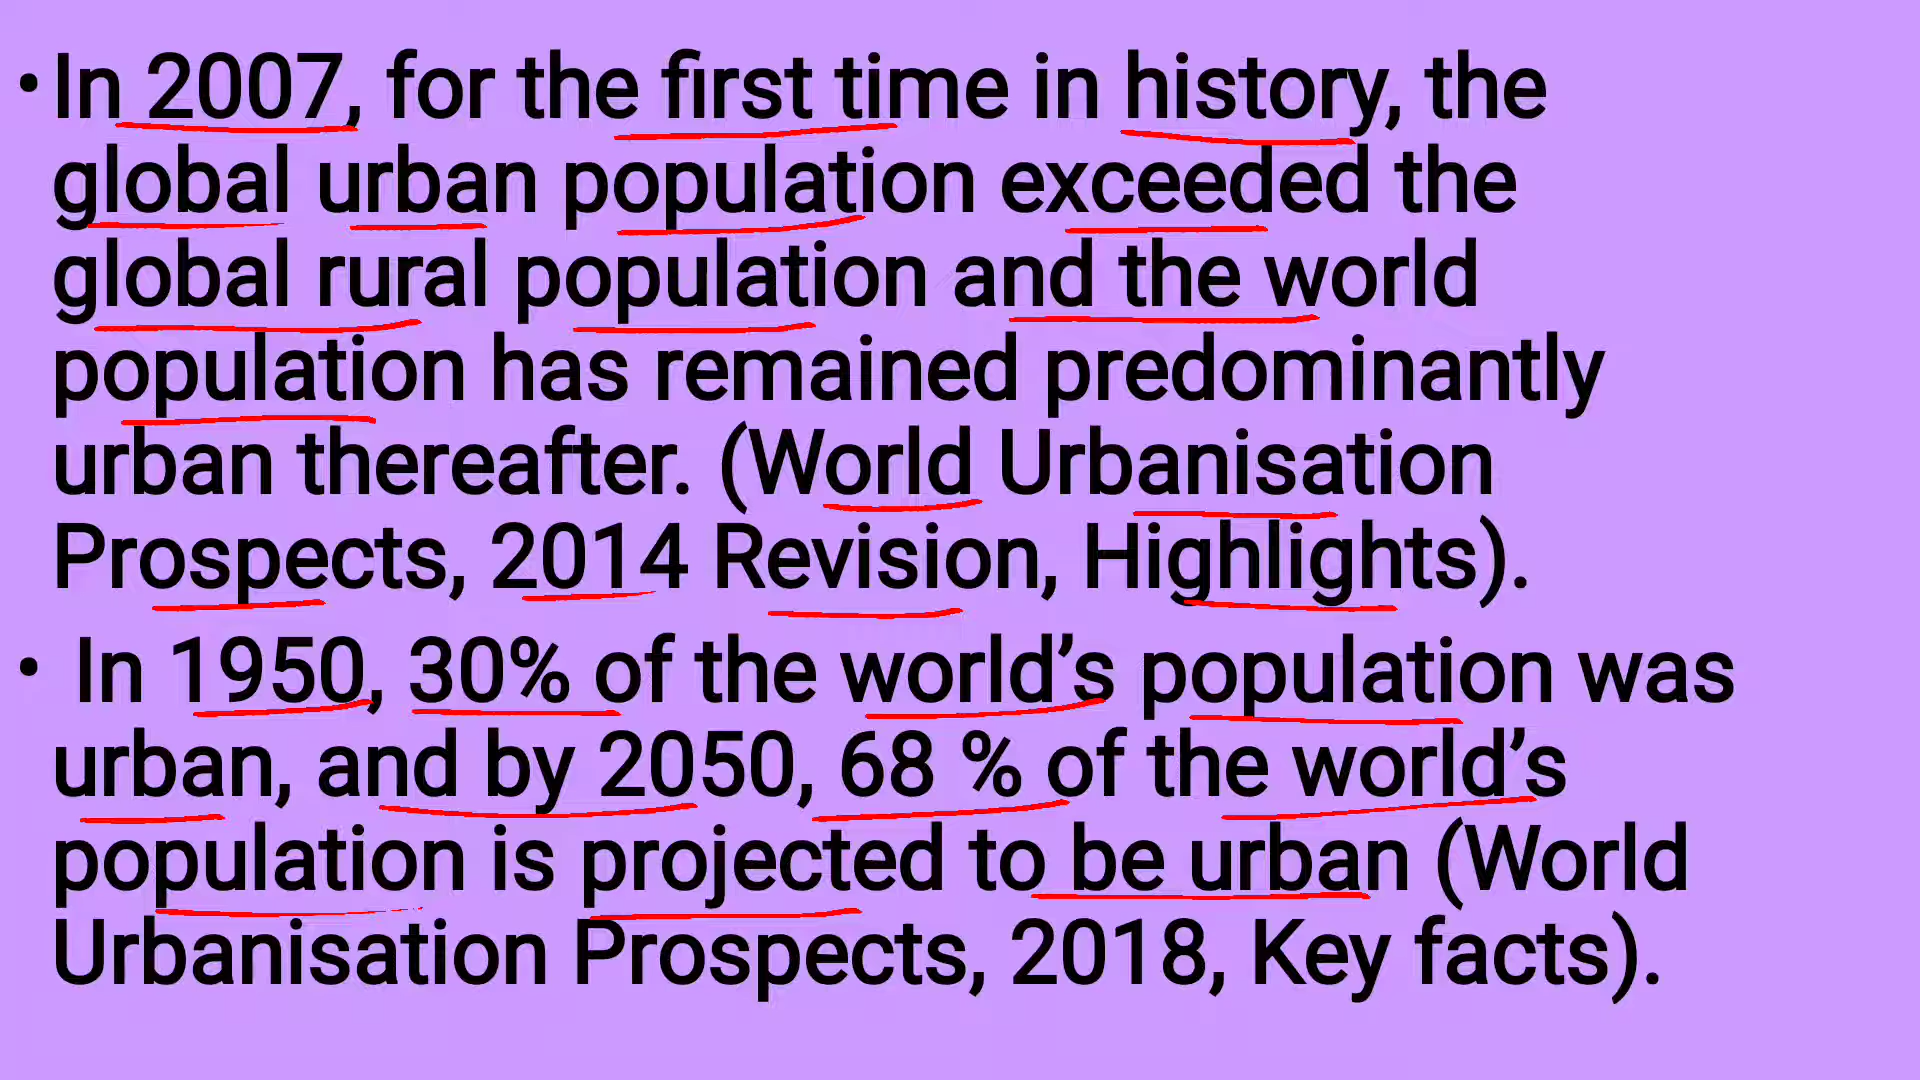 •In 2007, for the first time in history, the
global urban population exceeded the
global rural population and the world
population has remained predominantly
urban thereafter. (World Urbanisation
Prospects, 2014 Revision, Highlights).
• In 1950, 30% of the world’s population was
urban, and by 2050, 68 % of the world’s
population is projected to be urban (World
Urbanisation Prospects, 2018, Key facts).